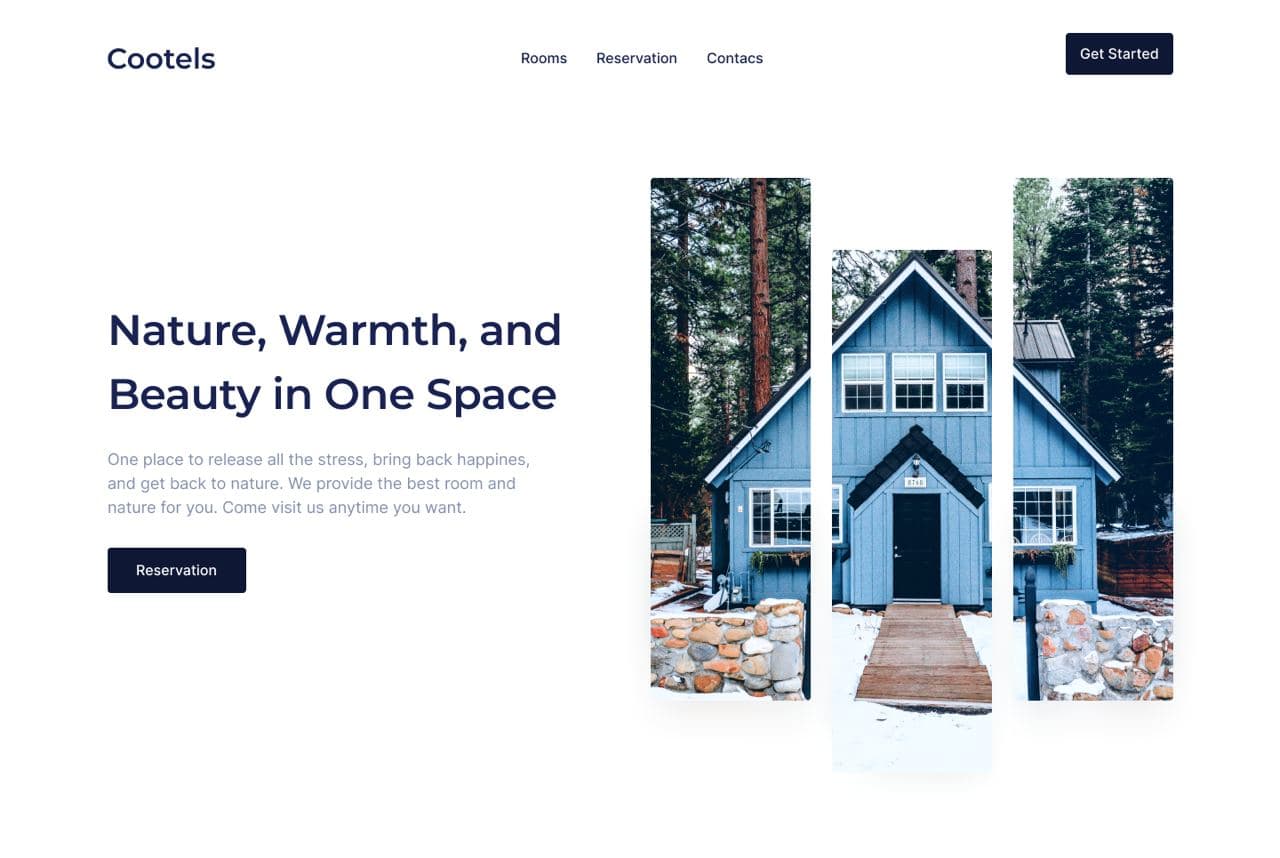 Cootels
Rooms
Reservation
Contacs
Get Started
Nature, Warmth, and
Beauty in One Space
One place to release all the stress, bring back happines,
and get back to nature. We provide the best room and
nature for you. Come visit us anytime you want.
Reservation